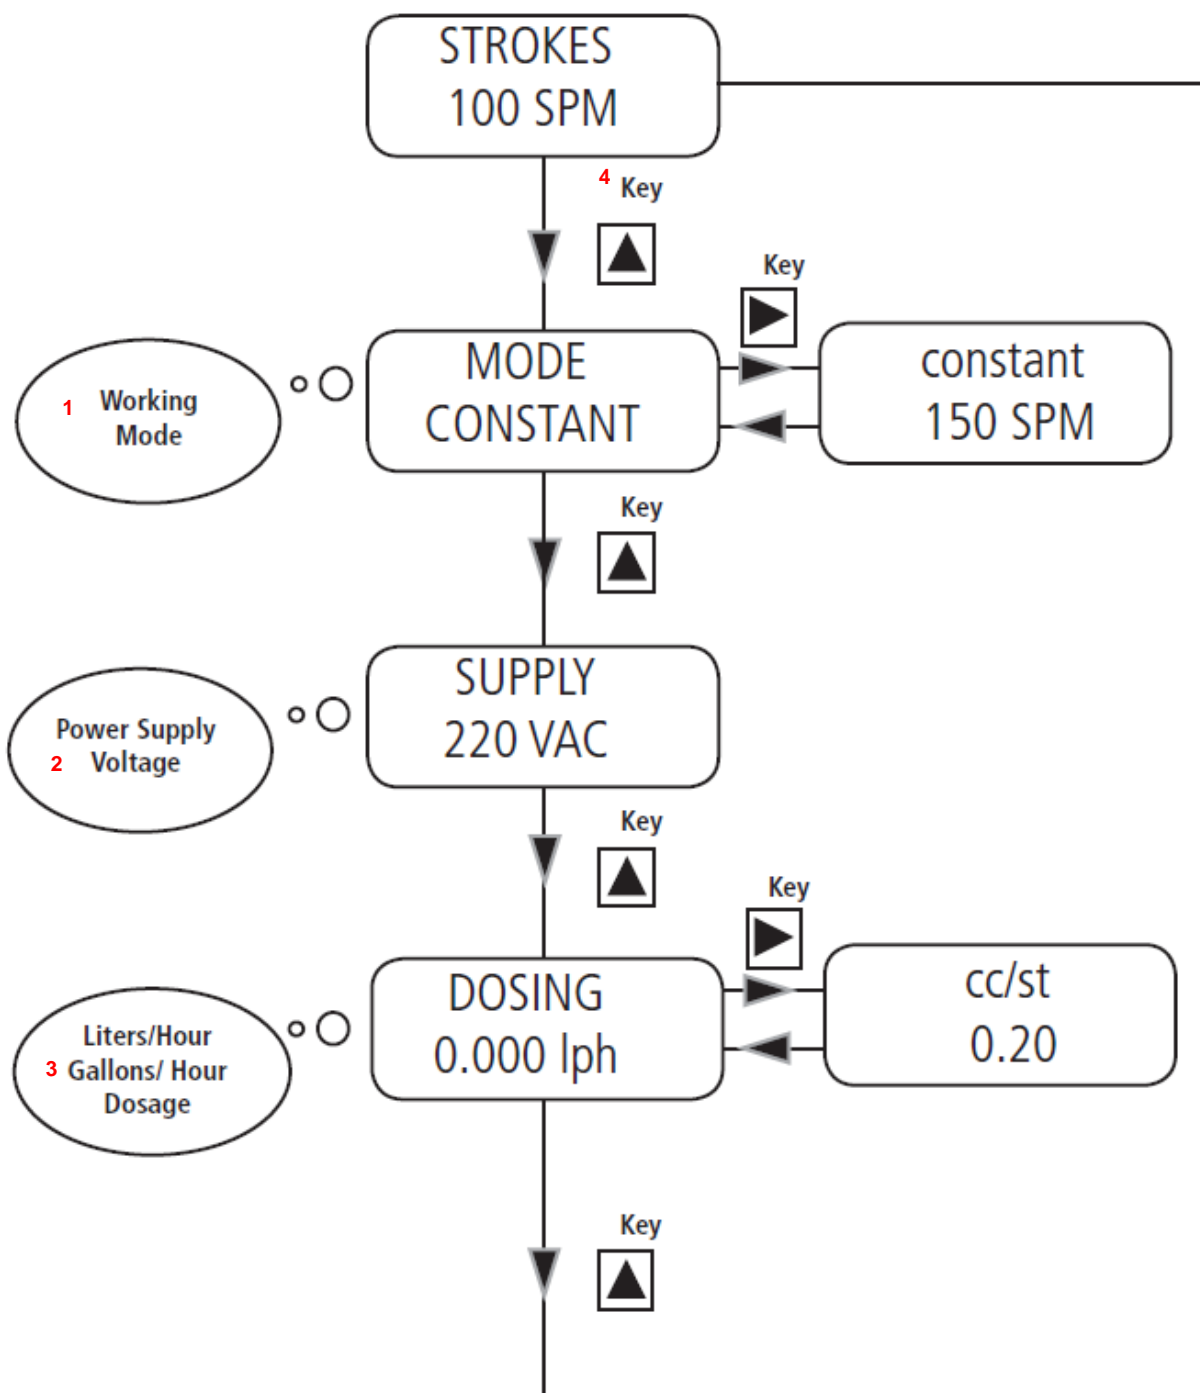 STROKES
100 SPM
4 Key
Key
1 Working
Mode
MODE
CONSTANT
constant
150 SPM
Key
Power Supply
2 Voltage
SUPPLY
220 VAC
Key
Key
Liters/Hour
3 Gallons/ Hour
Dosage
DOSING
0.000 lph
cc/st
0.20
Key